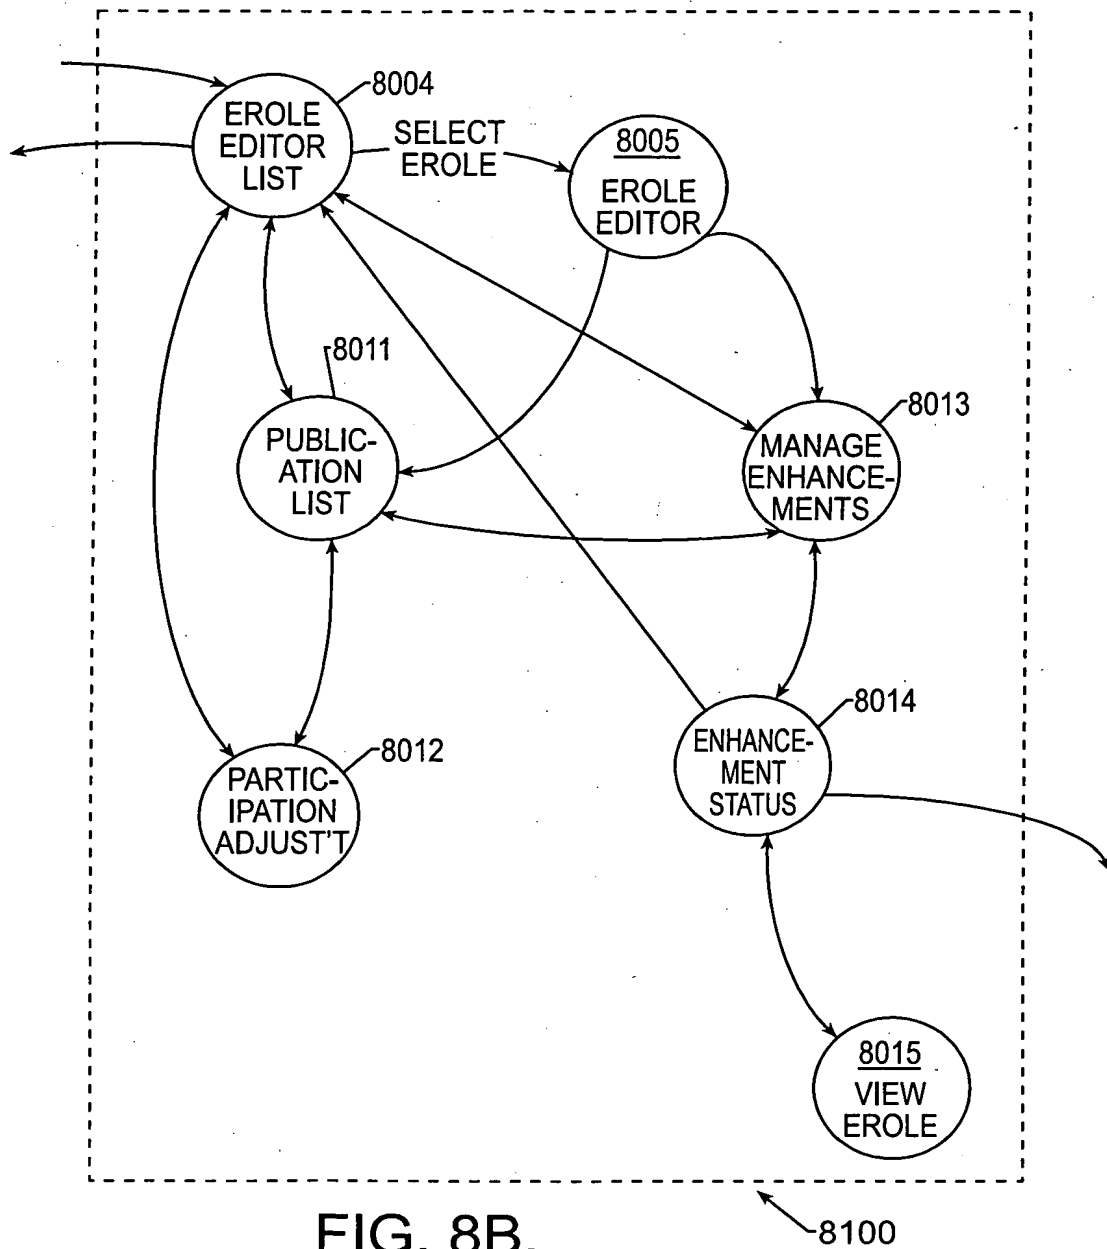 8004
EROLE
EDITOR
LIST
SELECT
EROLE
8005
EROLE
EDITOR
8011
PUBLIC-
ATION
LIST
8013
MANAGE
ENHANCE-
MENTS
8014
ENHANCE-
MENT
STATUS
8012
PARTIC-
IPATION
ADJUST'T
8015
VIEW
EROLE
8100
FIG. 8B.